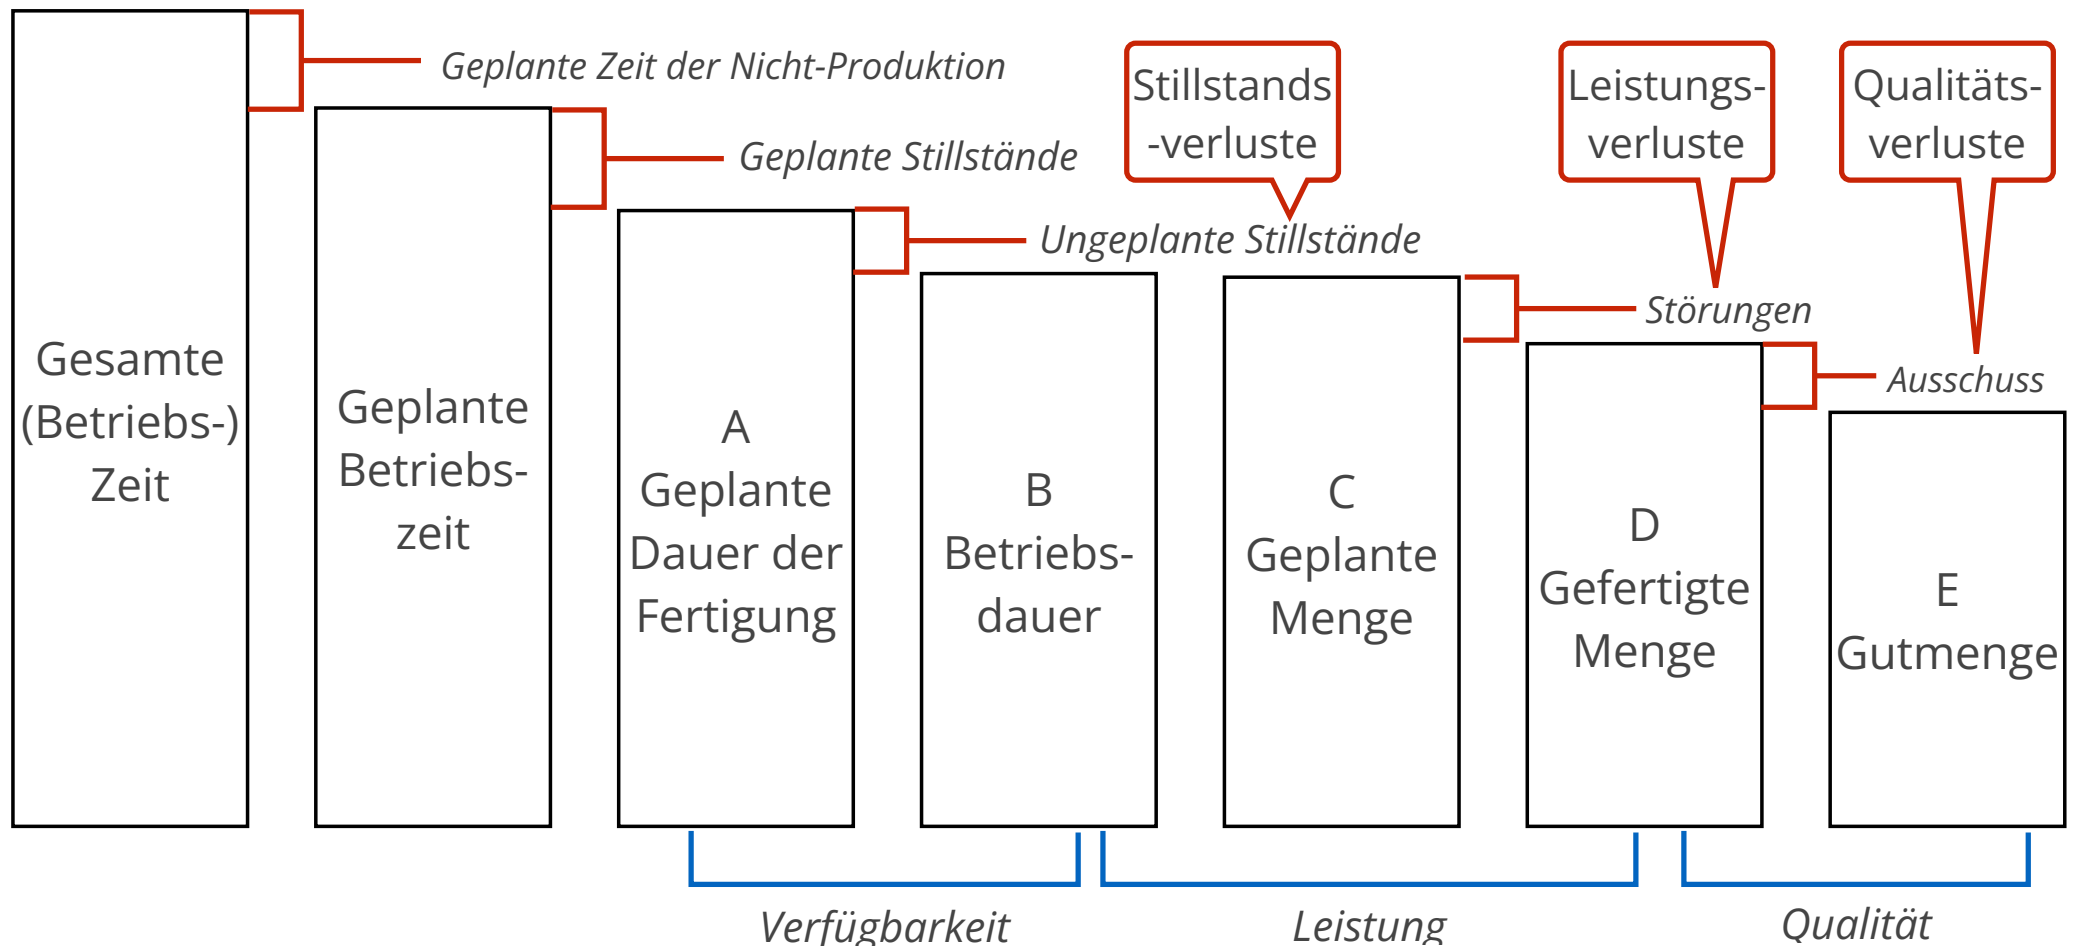 Geplante Zeit der Nicht-Produktion
Stillstands
-verluste
Leistungs-
verluste
Qualitäts-
verluste
Geplante Stillstände
Ungeplante Stillstände
Störungen
Ausschuss
Gesamte
(Betriebs-)
Zeit
Geplante
Betriebs-
zeit
A
Geplante
Dauer der
Fertigung
B
Betriebs-
dauer
C
Geplante
Menge
D
Gefertigte
Menge
E
Gutmenge
Verfügbarkeit
Leistung
Qualität